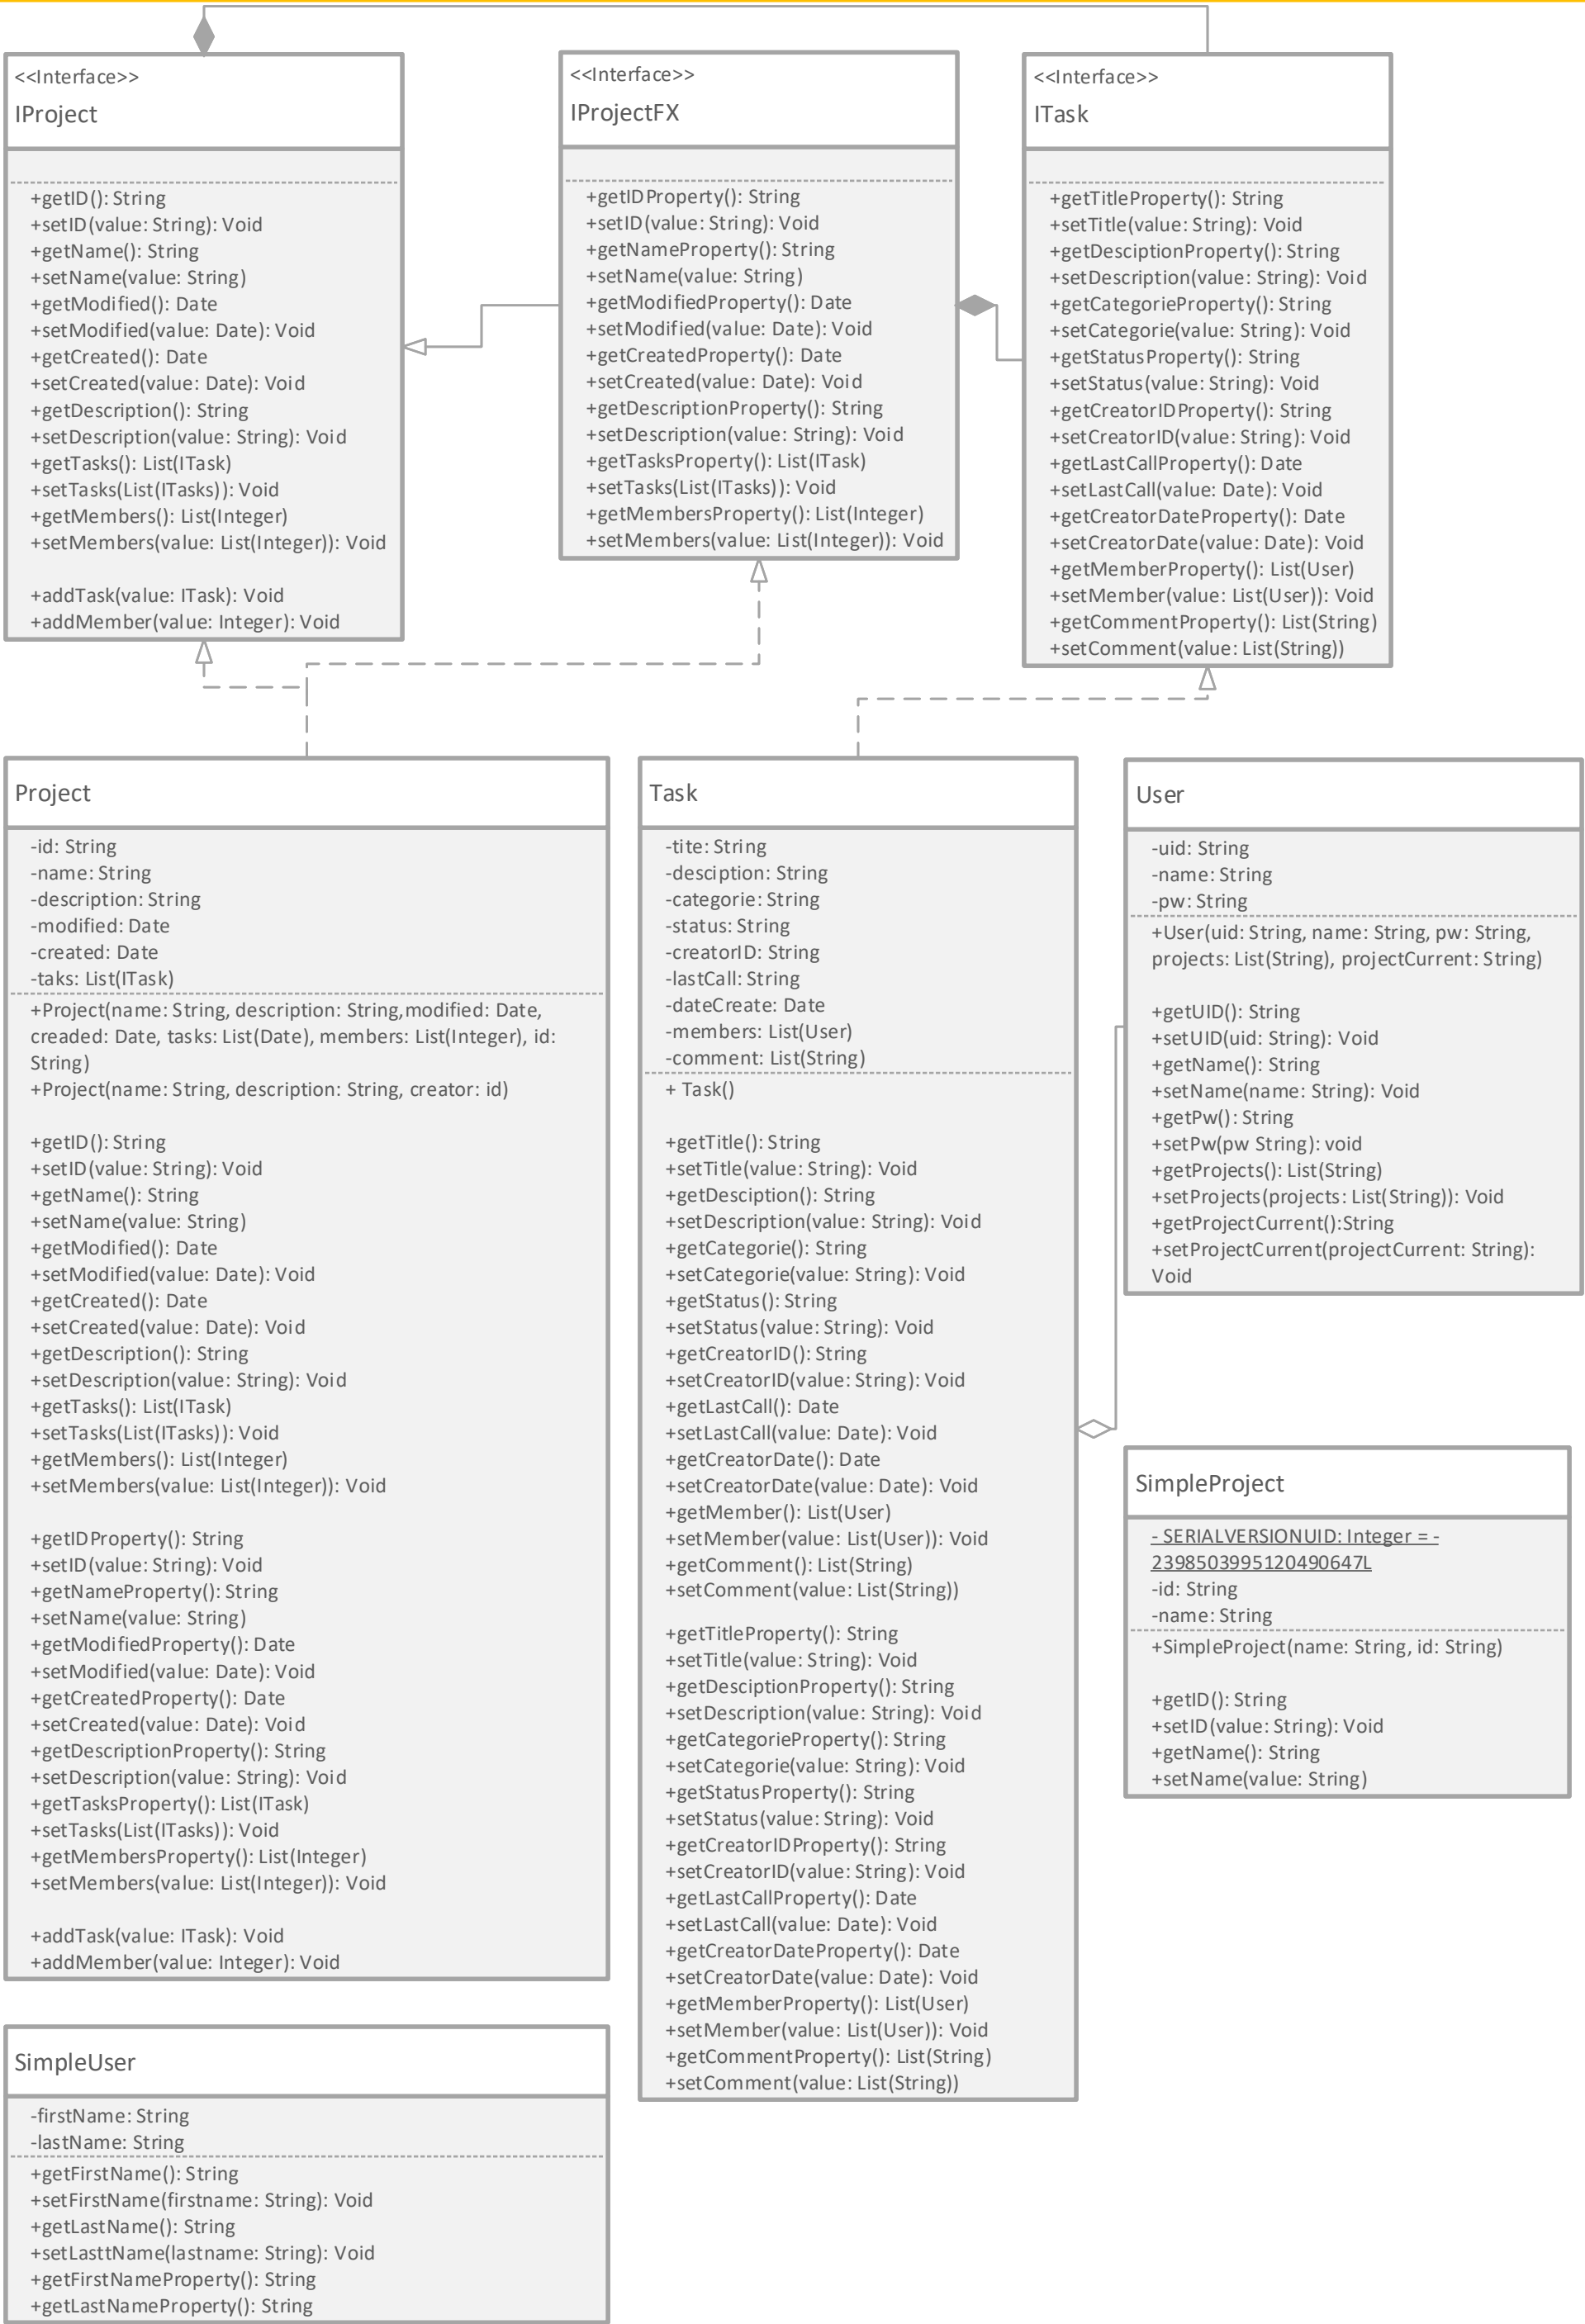 <<Interface>>
IProject
+getID(): String
+setID(value: String): Void
+getName(): String
+setName(value: String)
+getModified(): Date
+setModified(value: Date): Void
+getCreated(): Date
+setCreated(value: Date): Void
+getDescription(): String
+setDescription(value: String): Void
+getTasks(): List(ITask)
+setTasks(List(ITasks)): Void
+getMembers(): List(Integer)
+setMembers(value: List(Integer)): Void
+addTask(value: ITask): Void
+addMember(value: Integer): Void
<<Interface>>
IProjectFX
+getIDProperty(): String
+setID(value: String): Void
+getNameProperty(): String
+setName(value: String)
+getModifiedProperty(): Date
+setModified(value: Date): Void
+getCreatedProperty(): Date
+setCreated(value: Date): Void
+getDescriptionProperty(): String
+setDescription(value: String): Void
+getTasksProperty(): List(ITask)
+setTasks(List(ITasks)): Void
+getMembersProperty(): List(Integer)
+setMembers(value: List(Integer)): Void
<<Interface>>
ITask
+getTitleProperty(): String
+setTitle(value: String): Void
+getDesciptionProperty(): String
+setDescription(value: String): Void
+getCategorieProperty(): String
+setCategorie(value: String): Void
+getStatusProperty(): String
+setStatus(value: String): Void
+getCreatorIDProperty(): String
+setCreatorID(value: String): Void
+getLastCallProperty(): Date
+setLastCall(value: Date): Void
+getCreatorDateProperty(): Date
+setCreatorDate(value: Date): Void
+getMemberProperty(): List(User)
+setMember(value: List(User)): Void
+getCommentProperty(): List(String)
+setComment(value: List(String))
Project
-id: String
-name: String
-description: String
-modified: Date
-created: Date
-taks: List(ITask)
+Project(name: String, description: String,modified: Date,
creaded: Date, tasks: List(Date), members: List(Integer), id:
String)
+Project(name: String, description: String, creator: id)
+getID(): String
+setID(value: String): Void
+getName(): String
+setName(value: String)
+getModified(): Date
+setModified(value: Date): Void
+getCreated(): Date
+setCreated(value: Date): Void
+getDescription(): String
+setDescription(value: String): Void
+getTasks(): List(ITask)
+setTasks(List(ITasks)): Void
+getMembers(): List(Integer)
+setMembers(value: List(Integer)): Void
+getIDProperty(): String
+setID(value: String): Void
+getNameProperty(): String
+setName(value: String)
+getModifiedProperty(): Date
+setModified(value: Date): Void
+getCreatedProperty(): Date
+setCreated(value: Date): Void
+getDescriptionProperty(): String
+setDescription(value: String): Void
+getTasksProperty(): List(ITask)
+setTasks(List(ITasks)): Void
+getMembersProperty(): List(Integer)
+setMembers(value: List(Integer)): Void
+addTask(value: ITask): Void
+addMember(value: Integer): Void
Task
-tite: String
-desciption: String
-categorie: String
-status: String
-creatorID: String
-lastCall: String
-dateCreate: Date
-members: List(User)
-comment: List(String)
+ Task()
+getTitle(): String
+setTitle(value: String): Void
+getDesciption(): String
+setDescription(value: String): Void
+getCategorie(): String
+setCategorie(value: String): Void
+getStatus(): String
+setStatus(value: String): Void
+getCreatorID(): String
+setCreatorID(value: String): Void
+getLastCall(): Date
+setLastCall(value: Date): Void
+getCreatorDate(): Date
+setCreatorDate(value: Date): Void
+getMember(): List(User)
+setMember(value: List(User)): Void
+getComment(): List(String)
+setComment(value: List(String))
+getTitleProperty(): String
+setTitle(value: String): Void
+getDesciptionProperty(): String
+setDescription(value: String): Void
+getCategorieProperty(): String
+setCategorie(value: String): Void
+getStatusProperty(): String
+setStatus(value: String): Void
+getCreatorIDProperty(): String
+setCreatorID(value: String): Void
+getLastCallProperty(): Date
+setLastCall(value: Date): Void
+getCreatorDateProperty(): Date
+setCreatorDate(value: Date): Void
+getMemberProperty(): List(User)
+setMember(value: List(User)): Void
+getCommentProperty(): List(String)
+setComment(value: List(String))
User
-uid: String
-name: String
-pw: String
+User(uid: String, name: String, pw: String,
projects: List(String), projectCurrent: String)
+getUID(): String
+setUID(uid: String): Void
+getName(): String
+setName(name: String): Void
+getPw(): String
+setPw(pw String): void
+getProjects(): List(String)
+setProjects(projects: List(String)): Void
+getProjectCurrent():String
+setProjectCurrent(projectCurrent: String):
Void
SimpleProject
- SERIALVERSIONUID: Integer = -
2398503995120490647L
-id: String
-name: String
+SimpleProject(name: String, id: String)
+getID(): String
+setID(value: String): Void
+getName(): String
+setName(value: String)
SimpleUser
-firstName: String
-lastName: String
+getFirstName(): String
+setFirstName(firstname: String): Void
+getLastName(): String
+setLasttName(lastname: String): Void
+getFirstNameProperty(): String
+getLastNameProperty(): String